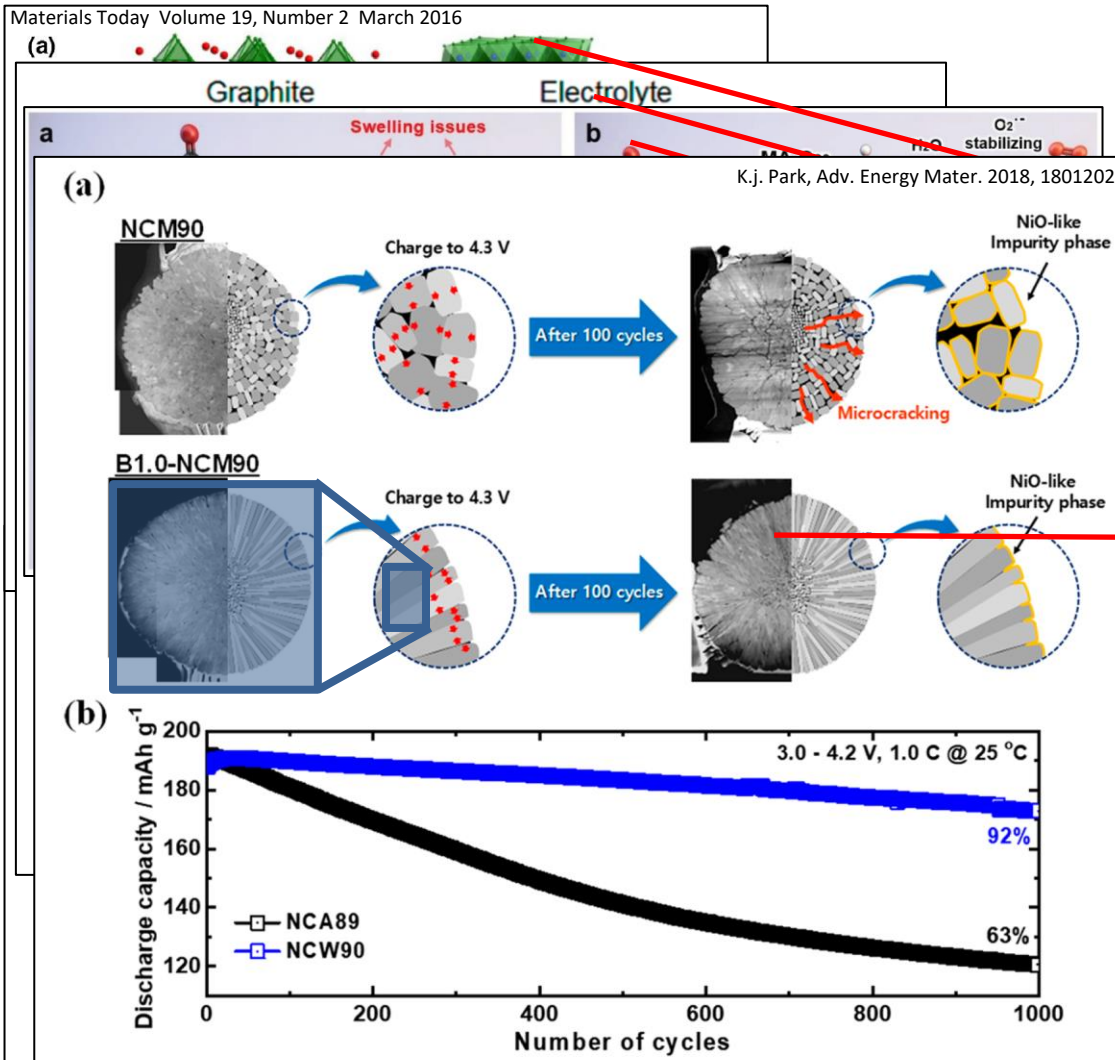 Materials Today Volume 19, Number 2 March 2016
(a)
Graphite
Electrolyte
a
Swelling issues
b
O₂·⁻
stabilizing
H₂O
(a)
K.j. Park, Adv. Energy Mater. 2018, 1801202
NCM90
Charge to 4.3 V
After 100 cycles
Microcracking
NiO-like
Impurity phase
B1.0-NCM90
Charge to 4.3 V
After 100 cycles
NiO-like
Impurity phase
(b)
Discharge capacity / mAh g⁻¹
200
180
160
140
120
3.0 - 4.2 V, 1.0 C @ 25 °C
92%
63%
NCA89
NCW90
0
200
400
600
800
1000
Number of cycles